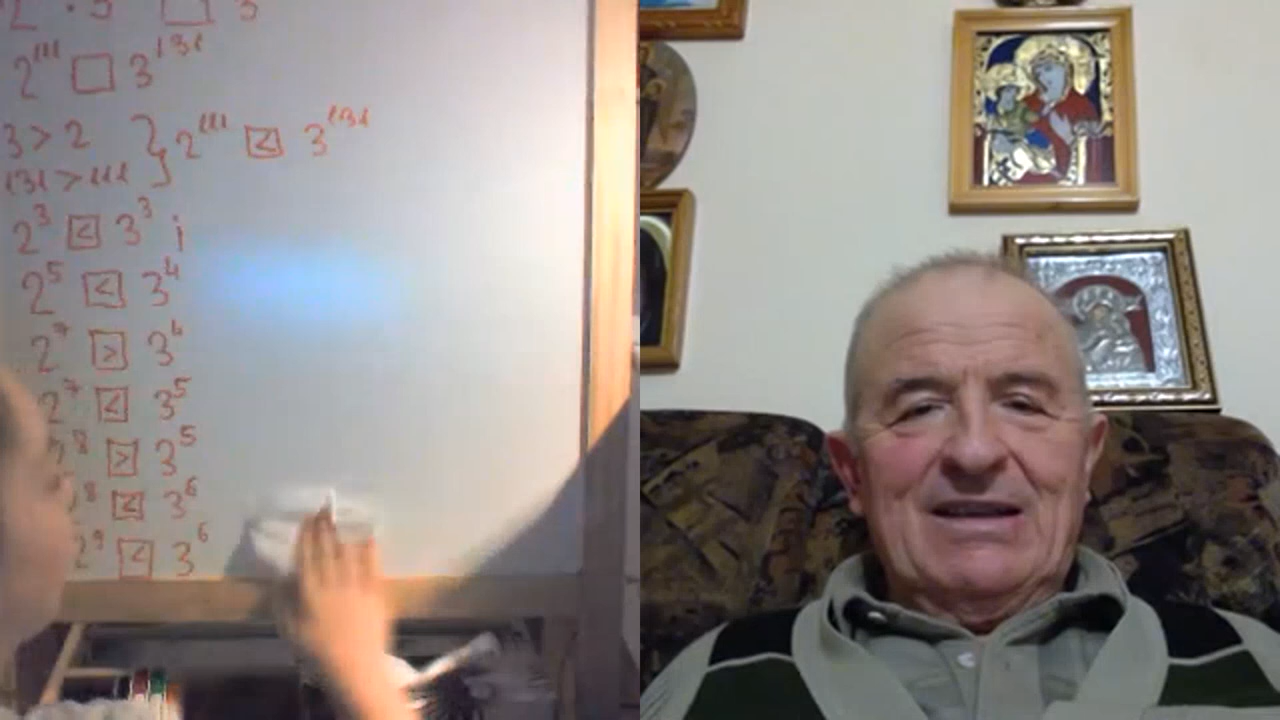 2¹¹¹ □ 3¹³¹
3 > 2 } 2¹¹¹ < 3¹³¹
131 > 111
2³ < 3³ ;
2⁵ < 3⁴
2⁷ > 3⁴
2⁷ < 3⁵
2⁸ > 3⁵
⁸ < 3⁶
2⁹ < 3⁶